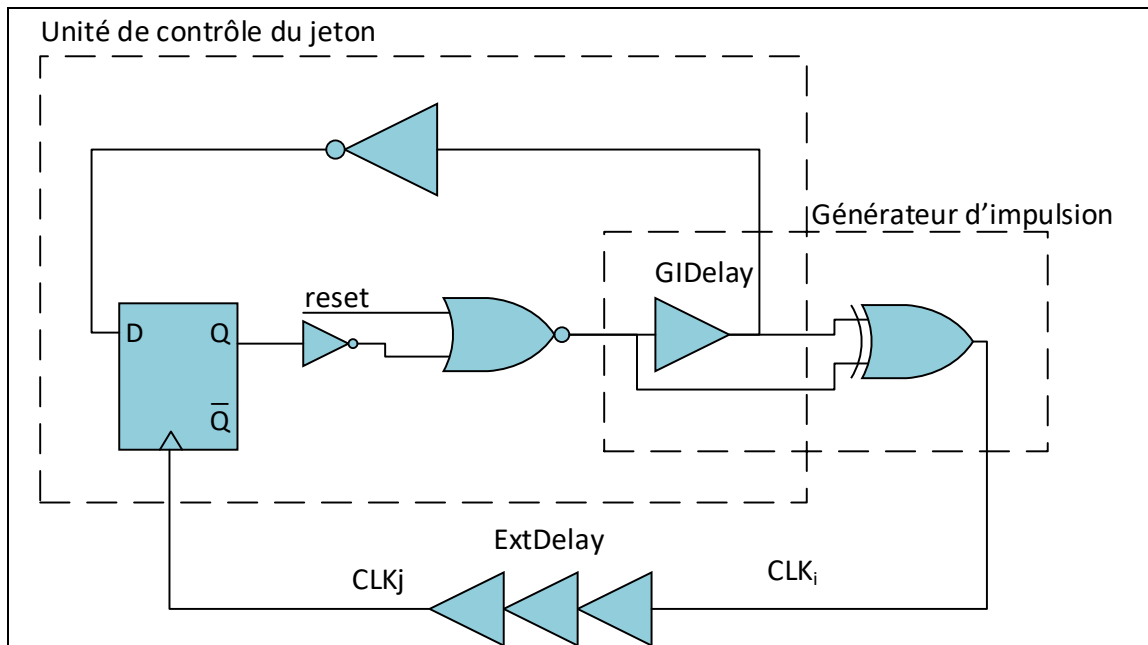 Unité de contrôle du jeton
Générateur d'impulsion
GIDelay
reset
D
Q
Q̅
ExtDelay
CLKj
CLKᵢ